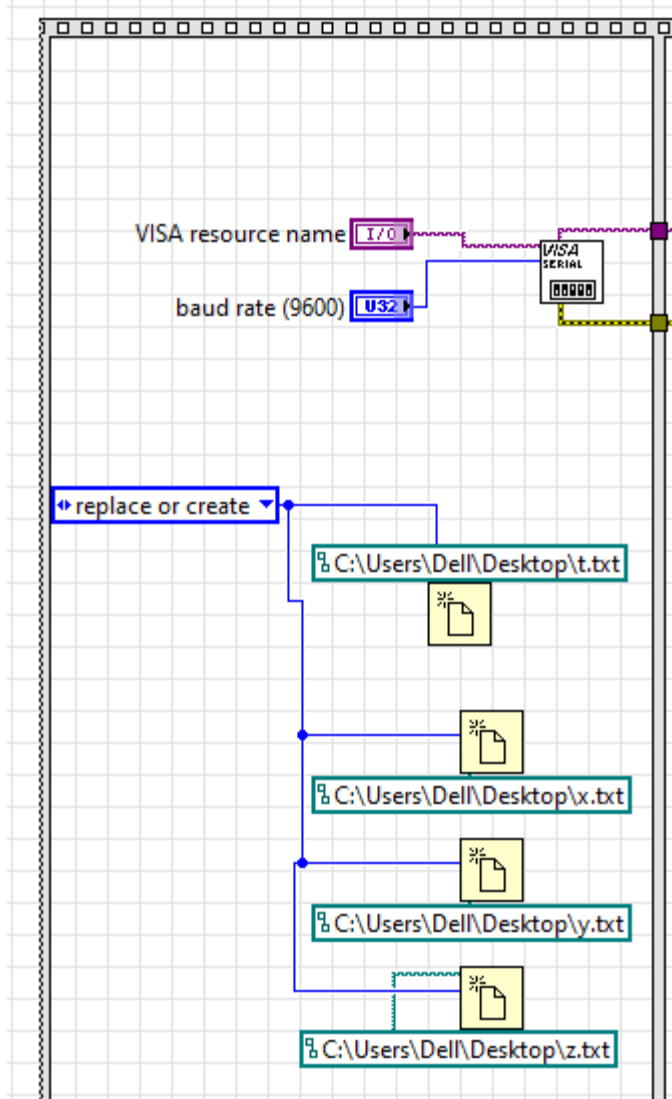 VISA resource name
I/O
VISA
SERIAL
baud rate (9600)
U32
replace or create
C:\Users\Dell\Desktop\t.txt
C:\Users\Dell\Desktop\x.txt
C:\Users\Dell\Desktop\y.txt
C:\Users\Dell\Desktop\z.txt